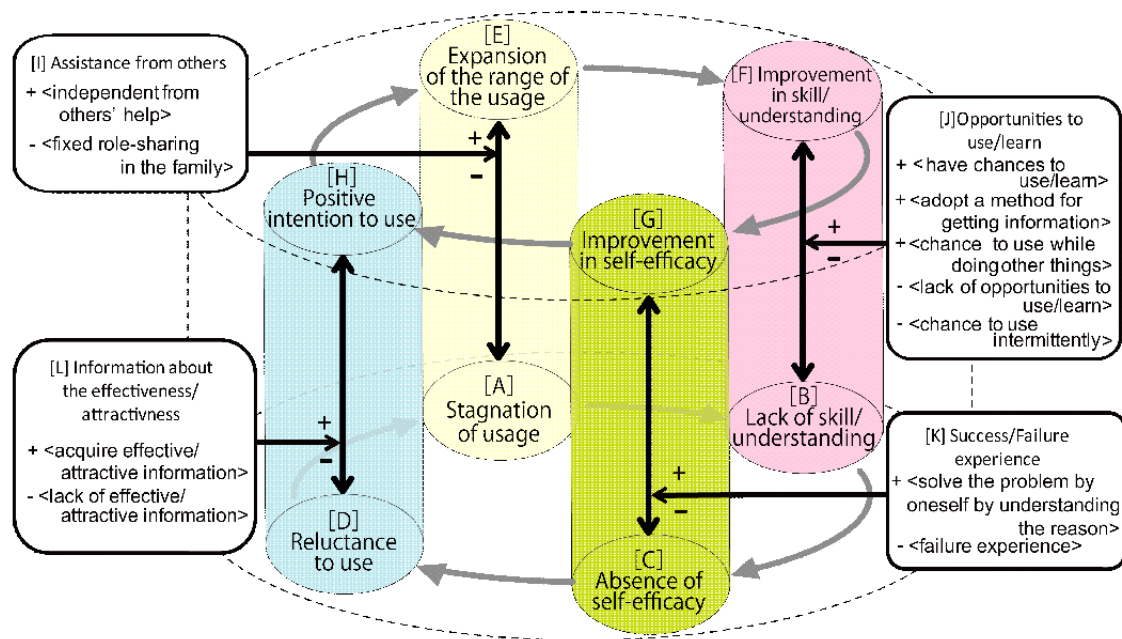 [I] Assistance from others
+ <independent from
others' help>
- <fixed role-sharing
in the family>
[E]
Expansion
of the range of
the usage
[F] Improvement
in skill/
understanding
[J]Opportunities to
use/learn
+ <have chances to
use/learn>
+ <adopt a method for
getting information>
+ <chance to use while
doing other things>
- <lack of opportunities to
use/learn>
- <chance to use
intermittently>
+
-
[H]
Positive
intention to use
[G]
Improvement
in self-efficacy
+
-
[L] Information about
the effectiveness/
attractivness
+ <acquire effective/
attractive information>
- <lack of effective/
attractive information>
+
-
[A]
Stagnation
of usage
[B]
Lack of skill/
understanding
[K] Success/Failure
experience
+ <solve the problem by
oneself by understanding
the reason>
- <failure experience>
+
-
[D]
Reluctance
to use
[C]
Absence of
self-efficacy